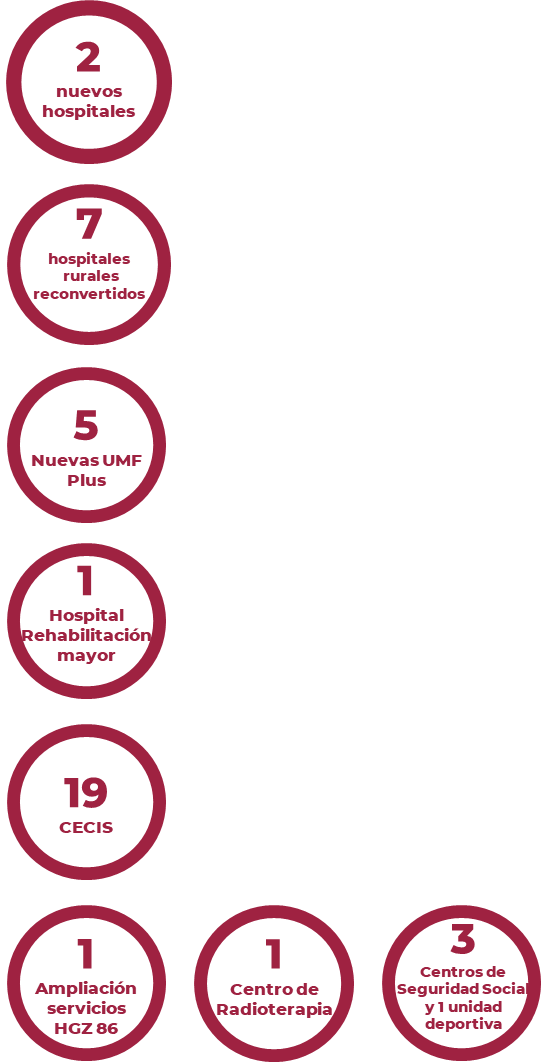 2
nuevos
hospitales
7
hospitales
rurales
reconvertidos
5
Nuevas UMF
Plus
1
Hospital
Rehabilitación
mayor
19
CECIS
1
Ampliación
servicios
HGZ 86
1
Centro de
Radioterapia
3
Centros de
Seguridad Social
y 1 unidad
deportiva